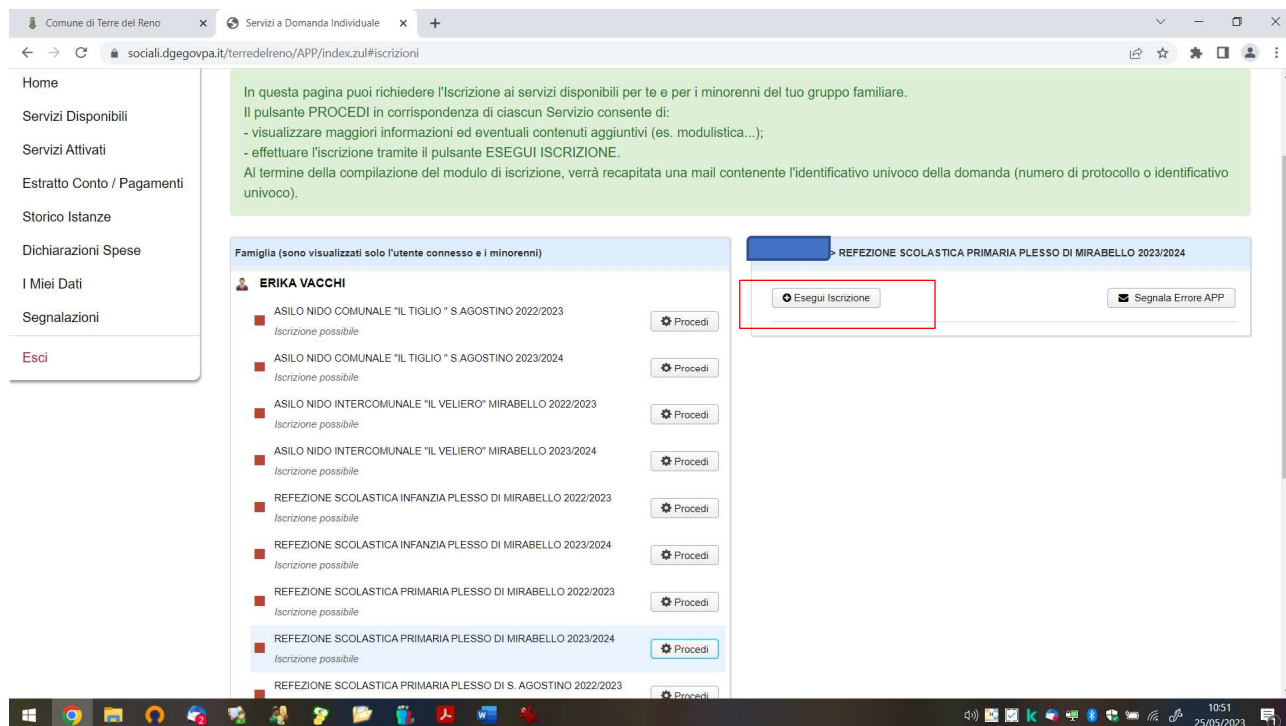 Comune di Terre del Reno
Servizi a Domanda Individuale
sociali.dgegovpa.it/terredelreno/APP/index.zul#iscrizioni
Home
Servizi Disponibili
Servizi Attivati
Estratto Conto / Pagamenti
Storico Istanze
Dichiarazioni Spese
I Miei Dati
Segnalazioni
Esci
In questa pagina puoi richiedere l'Iscrizione ai servizi disponibili per te e per i minorenni del tuo gruppo familiare.
Il pulsante PROCEDI in corrispondenza di ciascun Servizio consente di:
- visualizzare maggiori informazioni ed eventuali contenuti aggiuntivi (es. modulistica...);
- effettuare l'iscrizione tramite il pulsante ESEGUI ISCRIZIONE.
Al termine della compilazione del modulo di iscrizione, verrà recapitata una mail contenente l'identificativo univoco della domanda (numero di protocollo o identificativo
univoco).
Famiglia (sono visualizzati solo l'utente connesso e i minorenni)
ERIKA VACCHI
ASILO NIDO COMUNALE "IL TIGLIO " S.AGOSTINO 2022/2023
Iscrizione possibile
Procedi
ASILO NIDO COMUNALE "IL TIGLIO " S.AGOSTINO 2023/2024
Iscrizione possibile
Procedi
ASILO NIDO INTERCOMUNALE "IL VELIERO" MIRABELLO 2022/2023
Iscrizione possibile
Procedi
ASILO NIDO INTERCOMUNALE "IL VELIERO" MIRABELLO 2023/2024
Iscrizione possibile
Procedi
REFEZIONE SCOLASTICA INFANZIA PLESSO DI MIRABELLO 2022/2023
Iscrizione possibile
Procedi
REFEZIONE SCOLASTICA INFANZIA PLESSO DI MIRABELLO 2023/2024
Iscrizione possibile
Procedi
REFEZIONE SCOLASTICA PRIMARIA PLESSO DI MIRABELLO 2022/2023
Iscrizione possibile
Procedi
REFEZIONE SCOLASTICA PRIMARIA PLESSO DI MIRABELLO 2023/2024
Iscrizione possibile
Procedi
REFEZIONE SCOLASTICA PRIMARIA PLESSO DI S. AGOSTINO 2022/2023
Procedi
> REFEZIONE SCOLASTICA PRIMARIA PLESSO DI MIRABELLO 2023/2024
Esegui Iscrizione
Segnala Errore APP
10:51
25/05/2023